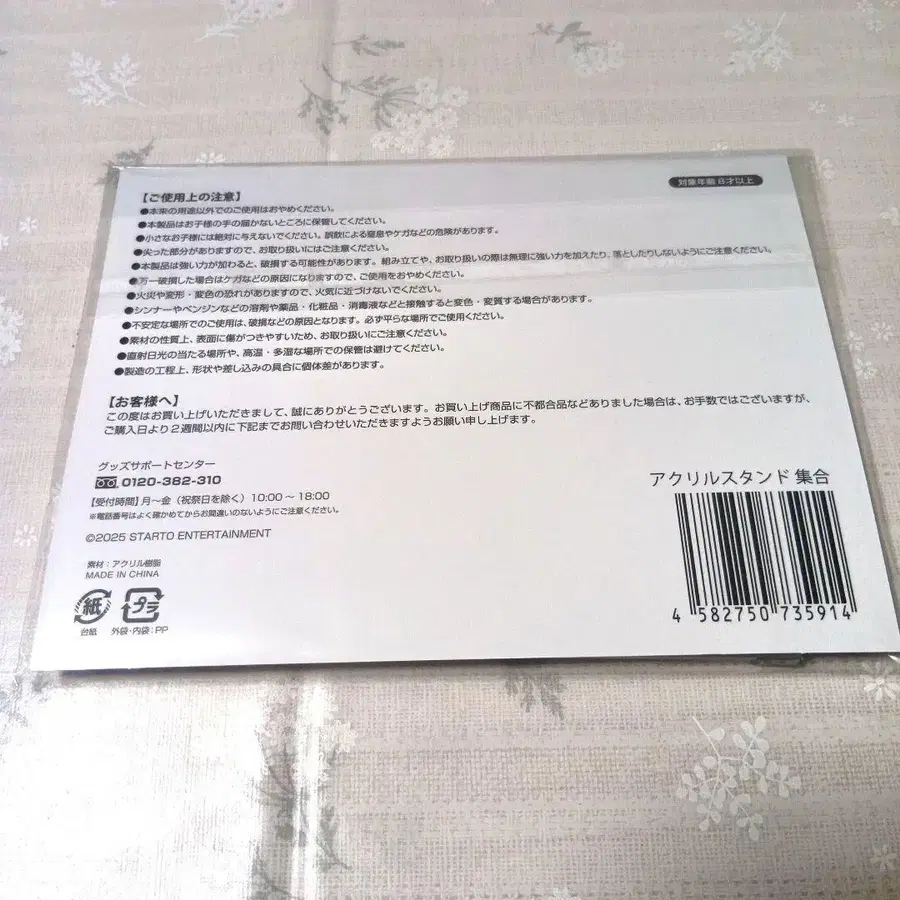 対象年齢 6才以上
【ご使用上の注意】
●本来の用途以外でのご使用はおやめください。
●本製品はお子様の手の届かないところに保管してください。
●小さなお子様には絶対に与えないでください。誤飲による窒息やケガなどの危険があります。
●尖った部分がありますので、お取り扱いにはご注意ください。
●本製品は強い力が加わると、破損する可能性があります。組み立てや、お取り扱いの際は無理に強い力を加えたり、落としたりしないようにご注意ください。
●万一破損した場合はケガなどの原因になりますので、ご使用をおやめください。
●火災や変形・変色の恐れがありますので、火気に近づけないでください。
●シンナーやベンジンなどの溶剤や薬品・化粧品・消毒液などと接触すると変色・変質する場合があります。
●不安定な場所でのご使用は、破損などの原因となります。必ず平らな場所でご使用ください。
●素材の性質上、表面に傷がつきやすいため、お取り扱いにご注意ください。
●直射日光の当たる場所や、高温・多湿な場所での保管は避けてください。
●製造の工程上、形状や差し込みの具合に個体差があります。
【お客様へ】
この度はお買い上げいただきまして、誠にありがとうございます。お買い上げ商品に不都合品などありました場合は、お手数ではございますが、
ご購入日より2週間以内に下記までお問い合わせいただきますようお願い申し上げます。
グッズサポートセンター
0120-382-310
【受付時間】月～金（祝祭日を除く）10:00～18:00
※電話番号はよく確かめてからお間違いのないようにご注意ください。
©2025 STARTO ENTERTAINMENT
素材：アクリル樹脂
MADE IN CHINA
紙
プラ
台紙
外袋・内袋：PP
アクリルスタンド 集合
4 582750 735914